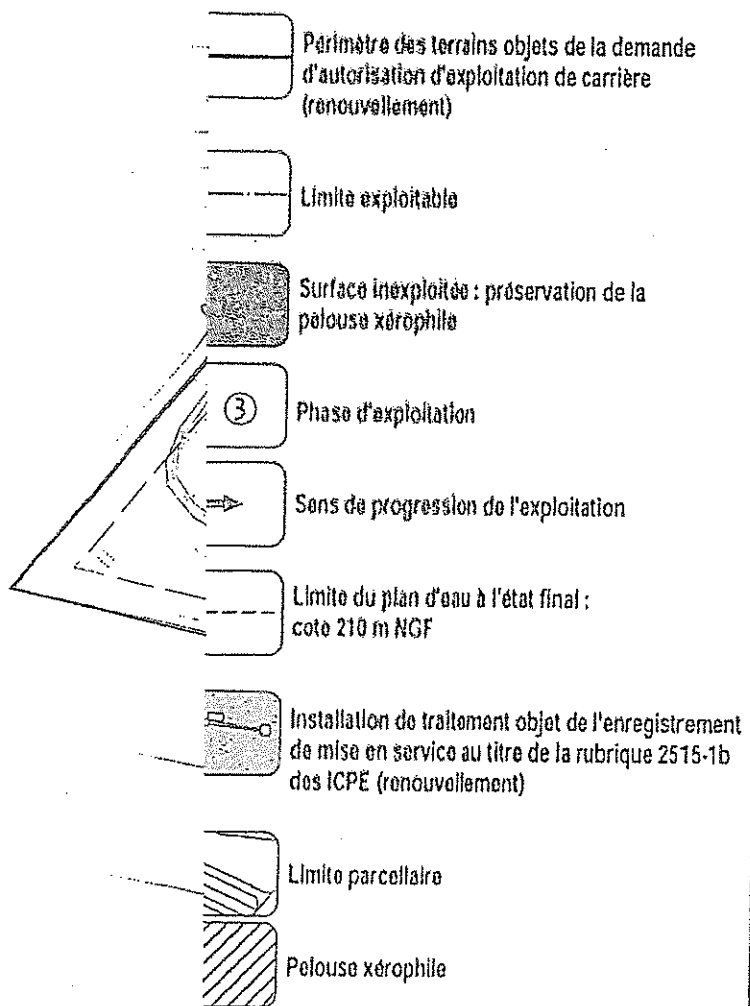 Périmètre des terrains objets de la demande
d'autorisation d'exploitation de carrière
(renouvellement)
Limite exploitable
Surface inexploitée : préservation de la
pelouse xérophile
3
Phase d'exploitation
Sens de progression de l'exploitation
Limite du plan d'eau à l'état final :
cote 210 m NGF
Installation de traitement objet de l'enregistrement
de mise en service au titre de la rubrique 2515-1b
des ICPE (renouvellement)
Limite parcellaire
Pelouse xérophile